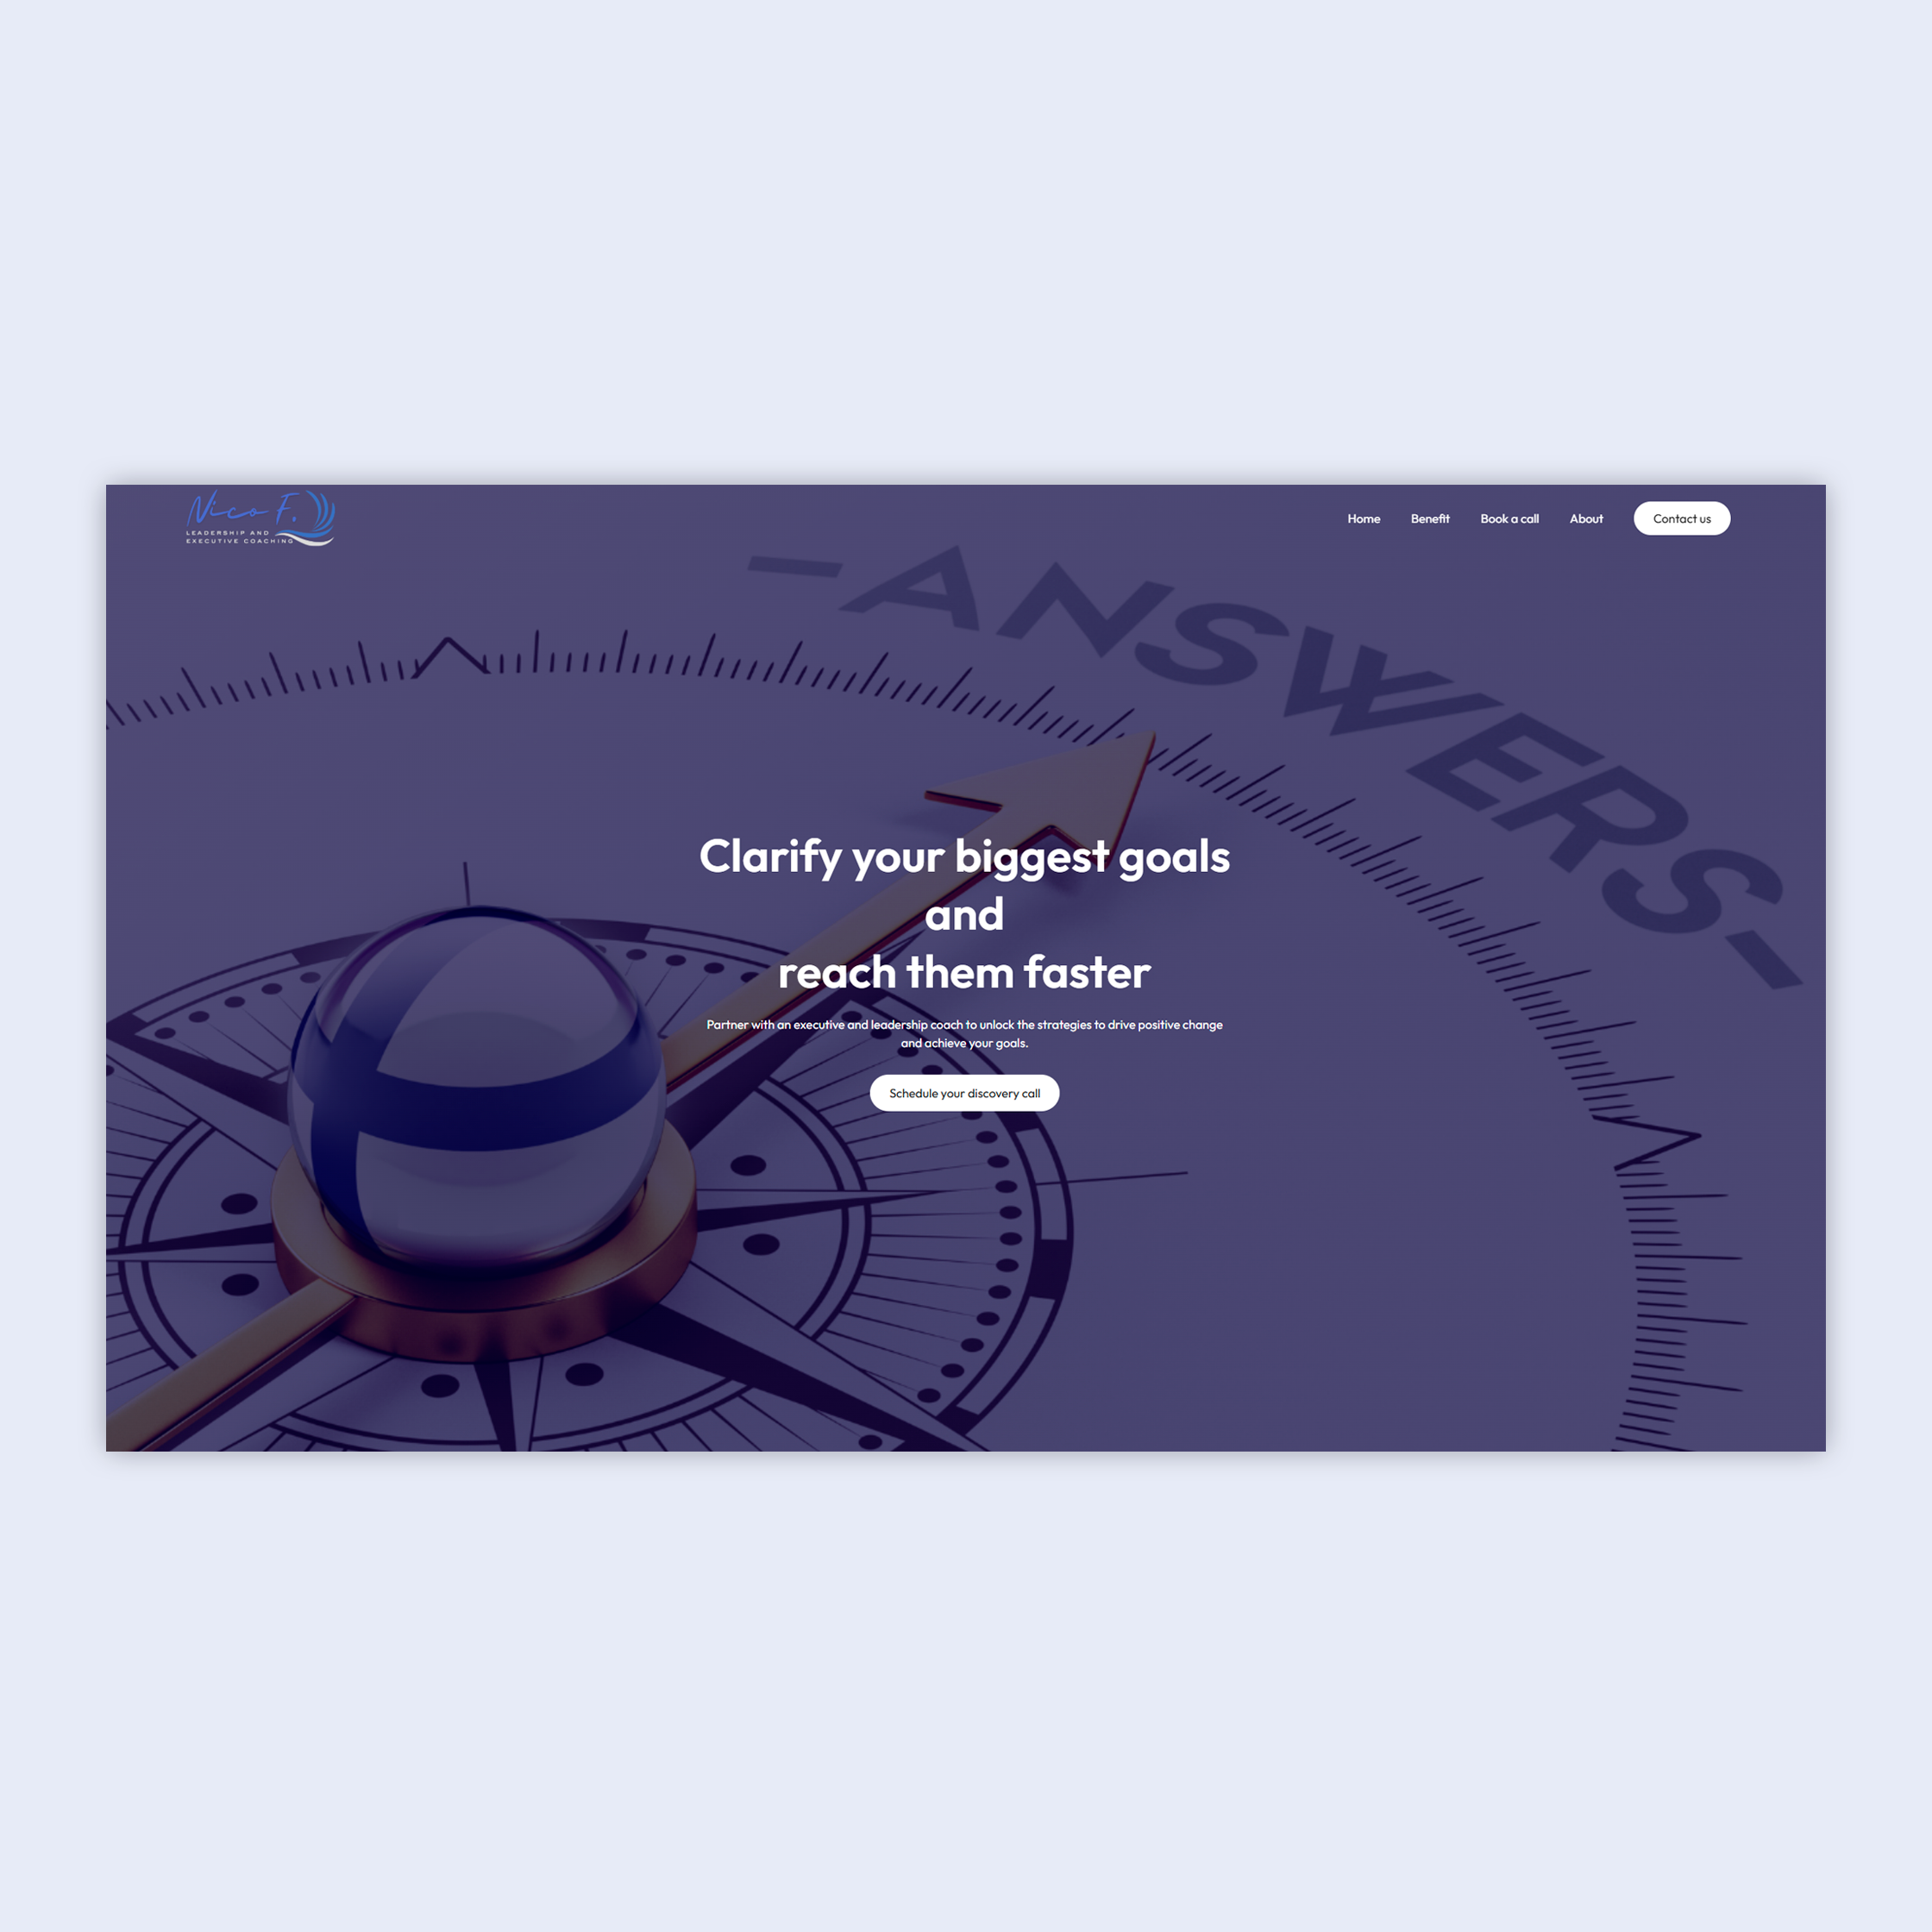 Nico F.
LEADERSHIP AND
EXECUTIVE COACHING
Home
Benefit
Book a call
About
Contact us
-ANSWERS-
Clarify your biggest goals
and
reach them faster
Partner with an executive and leadership coach to unlock the strategies to drive positive change
and achieve your goals.
Schedule your discovery call